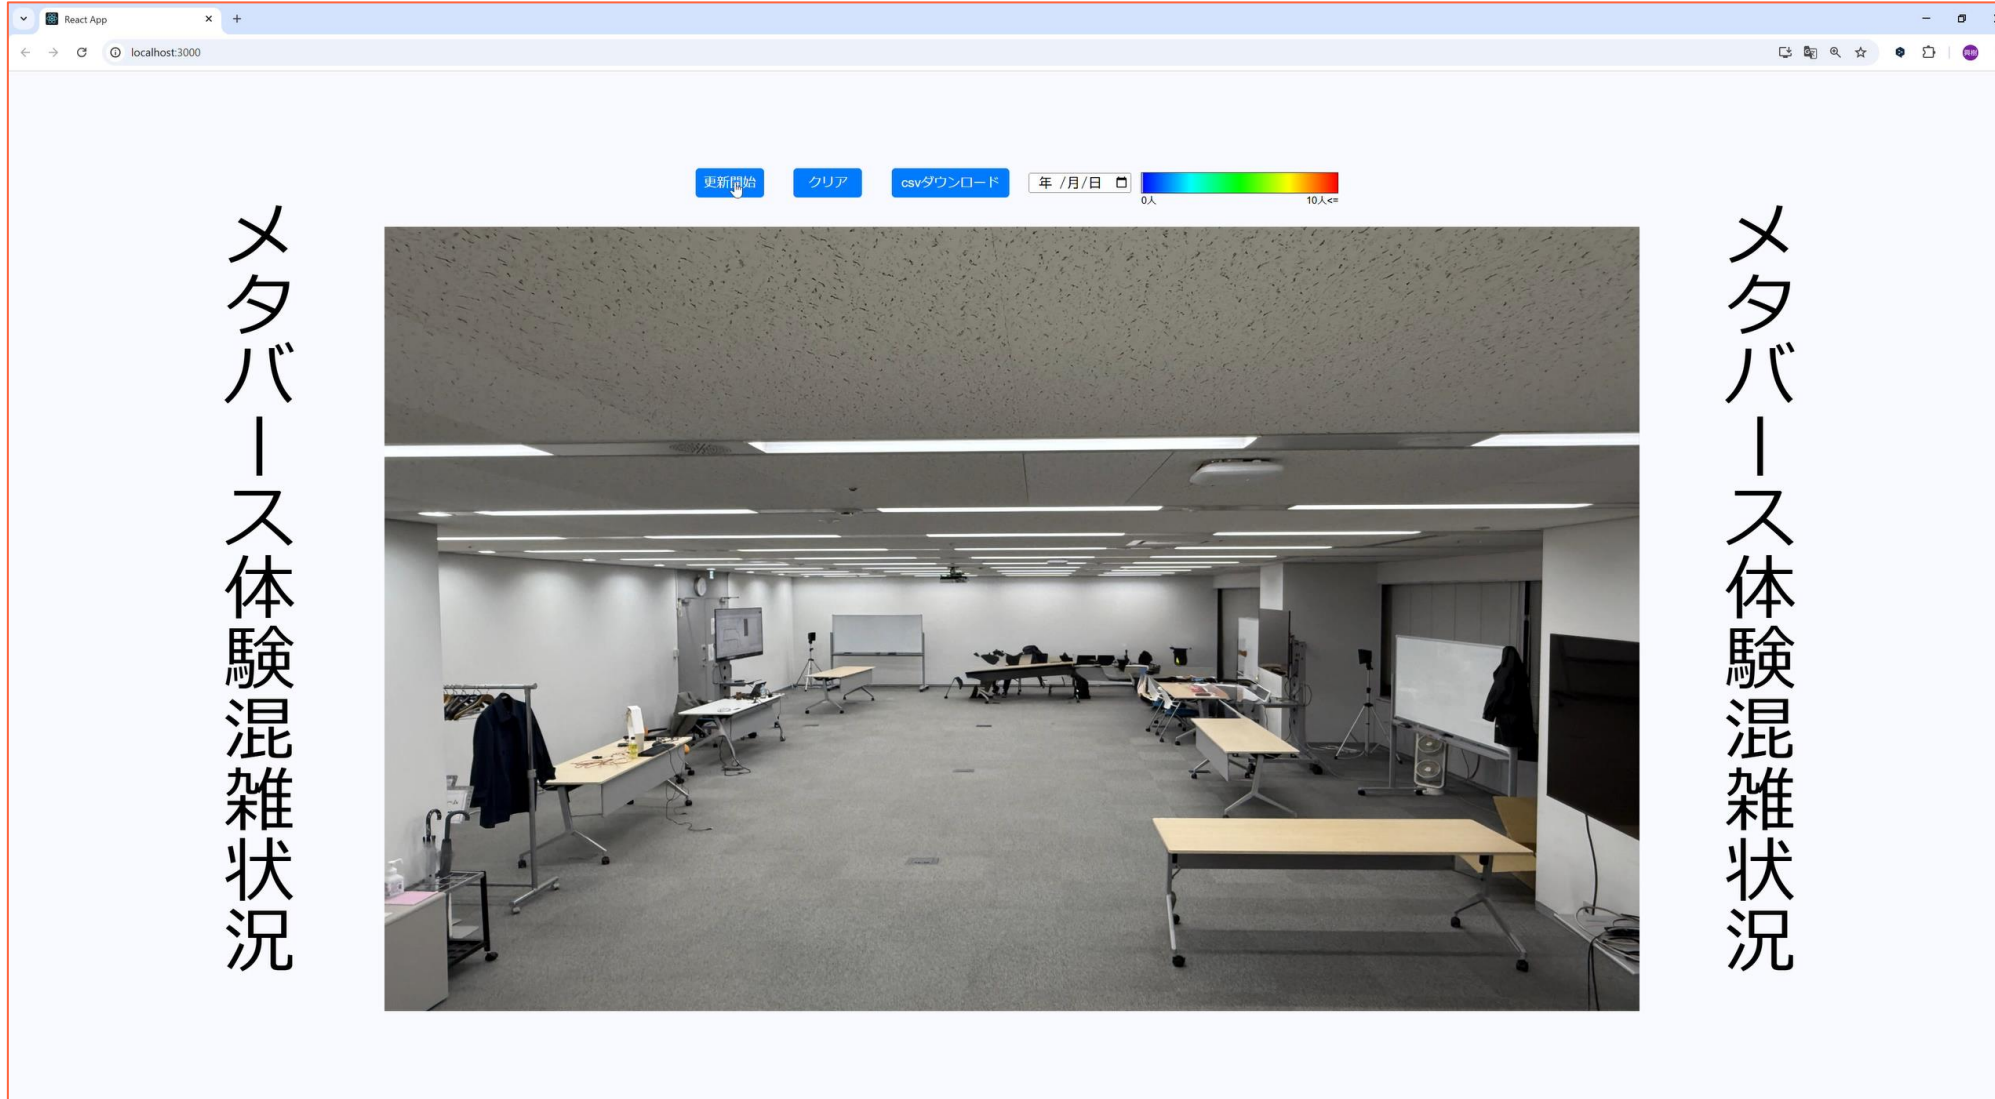 React App
localhost:3000
更新開始
クリア
csvダウンロード
年 /月/日
0人
10人<=
メタバース体験混雑状況
メタバース体験混雑状況